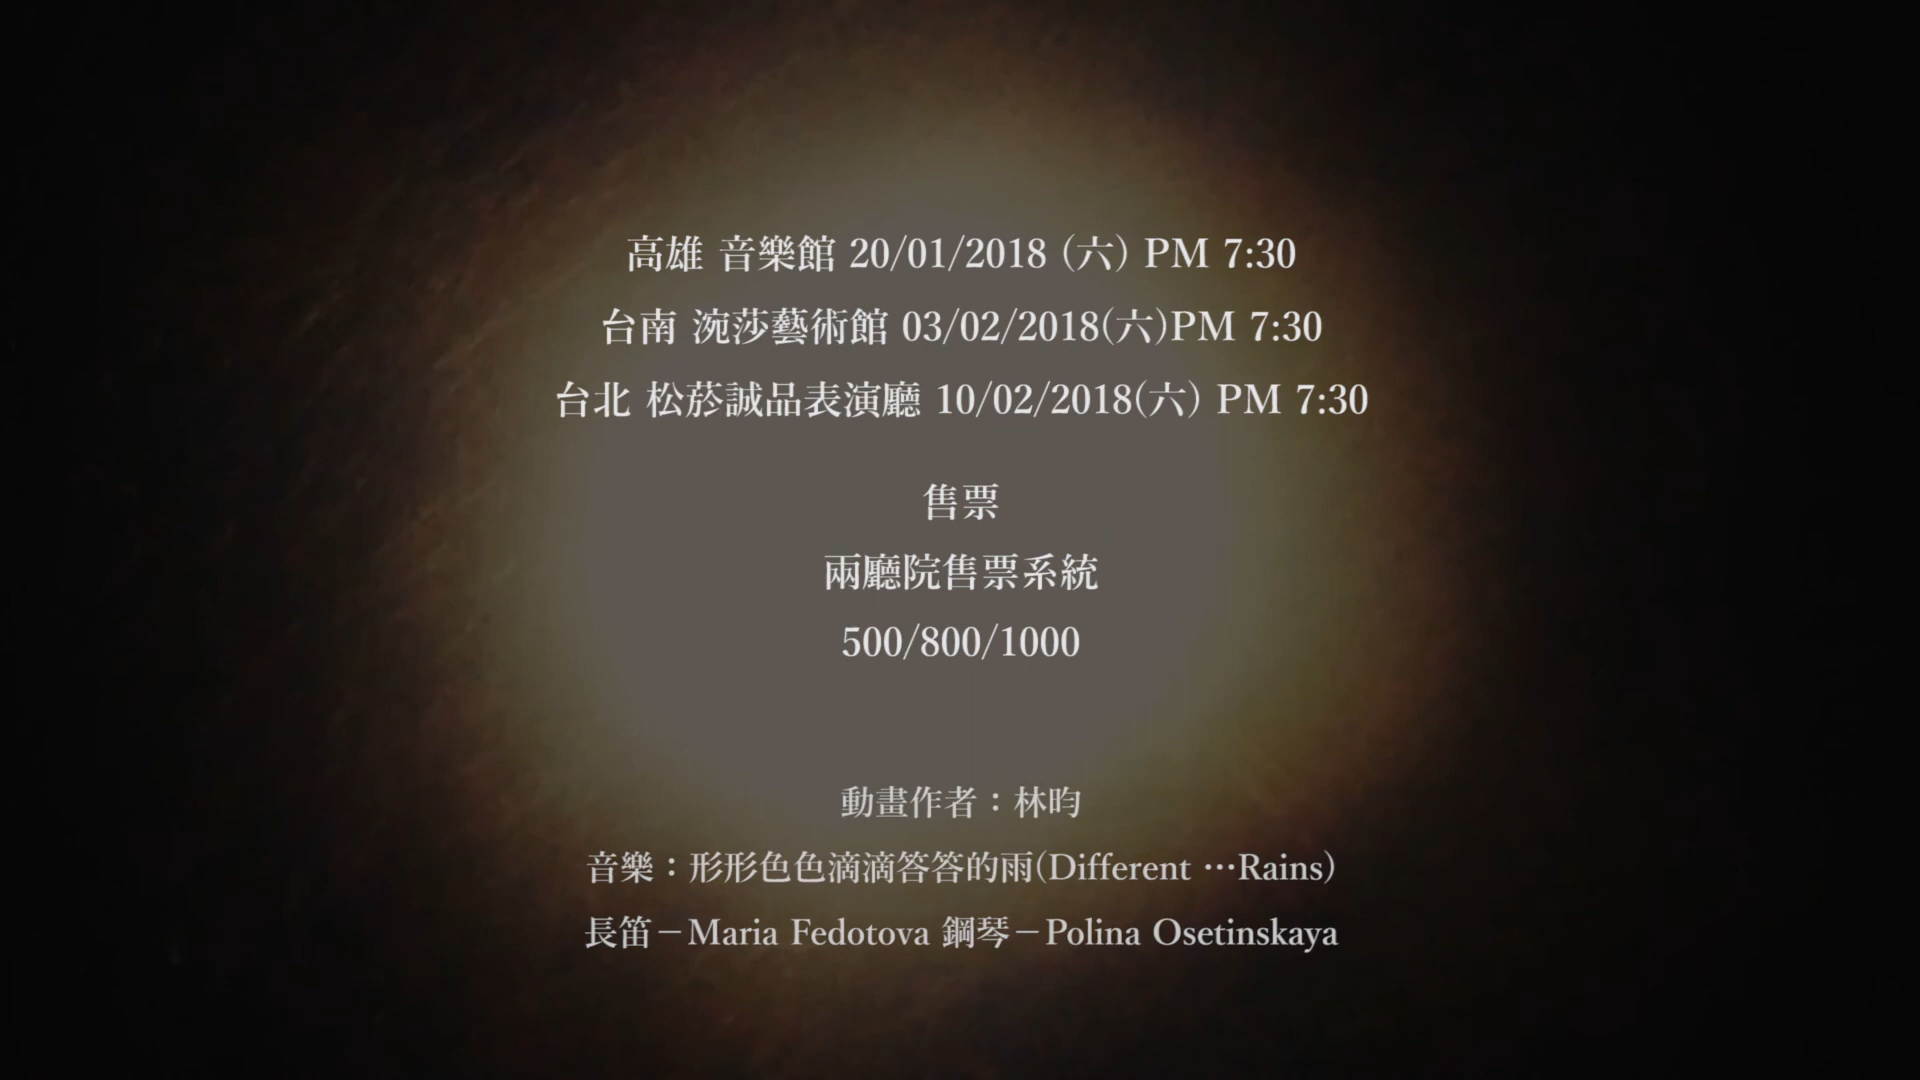 高雄 音樂館 20/01/2018 (六) PM 7:30
台南 涴莎藝術館 03/02/2018(六)PM 7:30
台北 松菸誠品表演廳 10/02/2018(六) PM 7:30
售票
兩廳院售票系統
500/800/1000
動畫作者：林昀
音樂：形形色色滴滴答答的雨(Different …Rains)
長笛－Maria Fedotova 鋼琴－Polina Osetinskaya